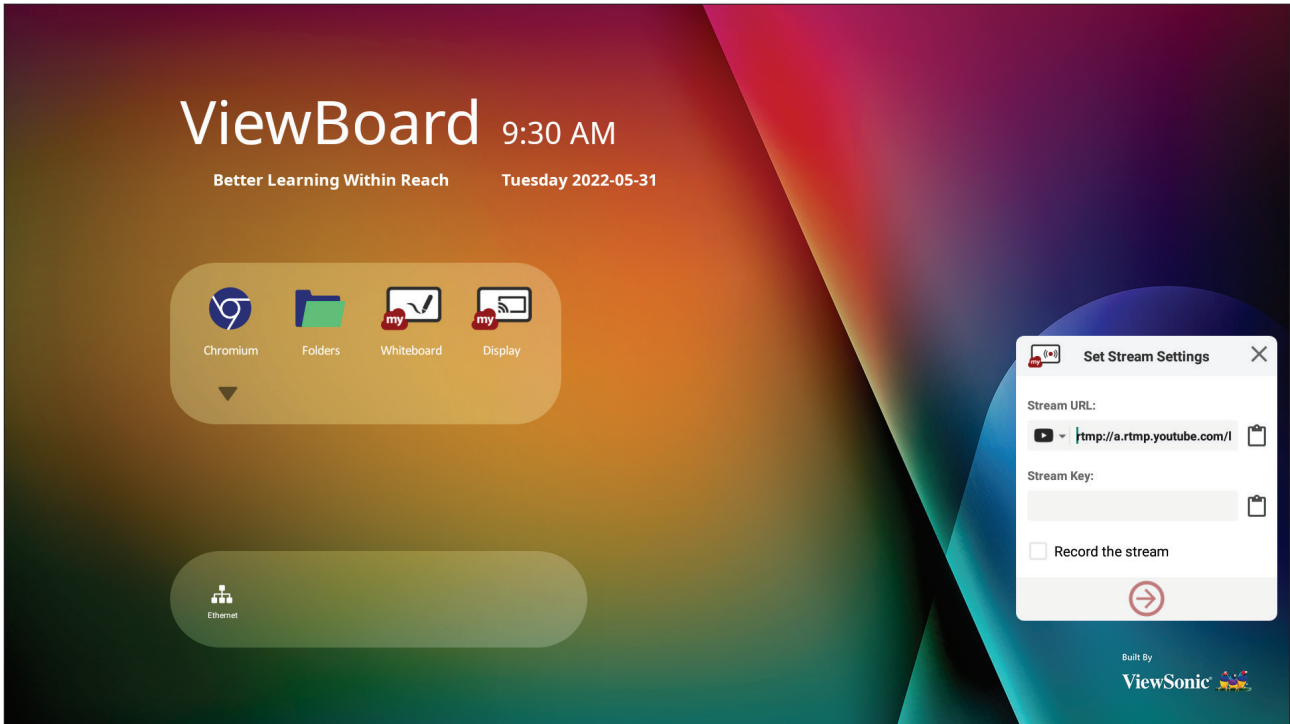 ViewBoard 9:30 AM
Better Learning Within Reach Tuesday 2022-05-31
my my
Chromium Folders Whiteboard Display
Ethernet
my Set Stream Settings
Stream URL:
rtmp://a.rtmp.youtube.com/l
Stream Key:
Record the stream
Built By
ViewSonic